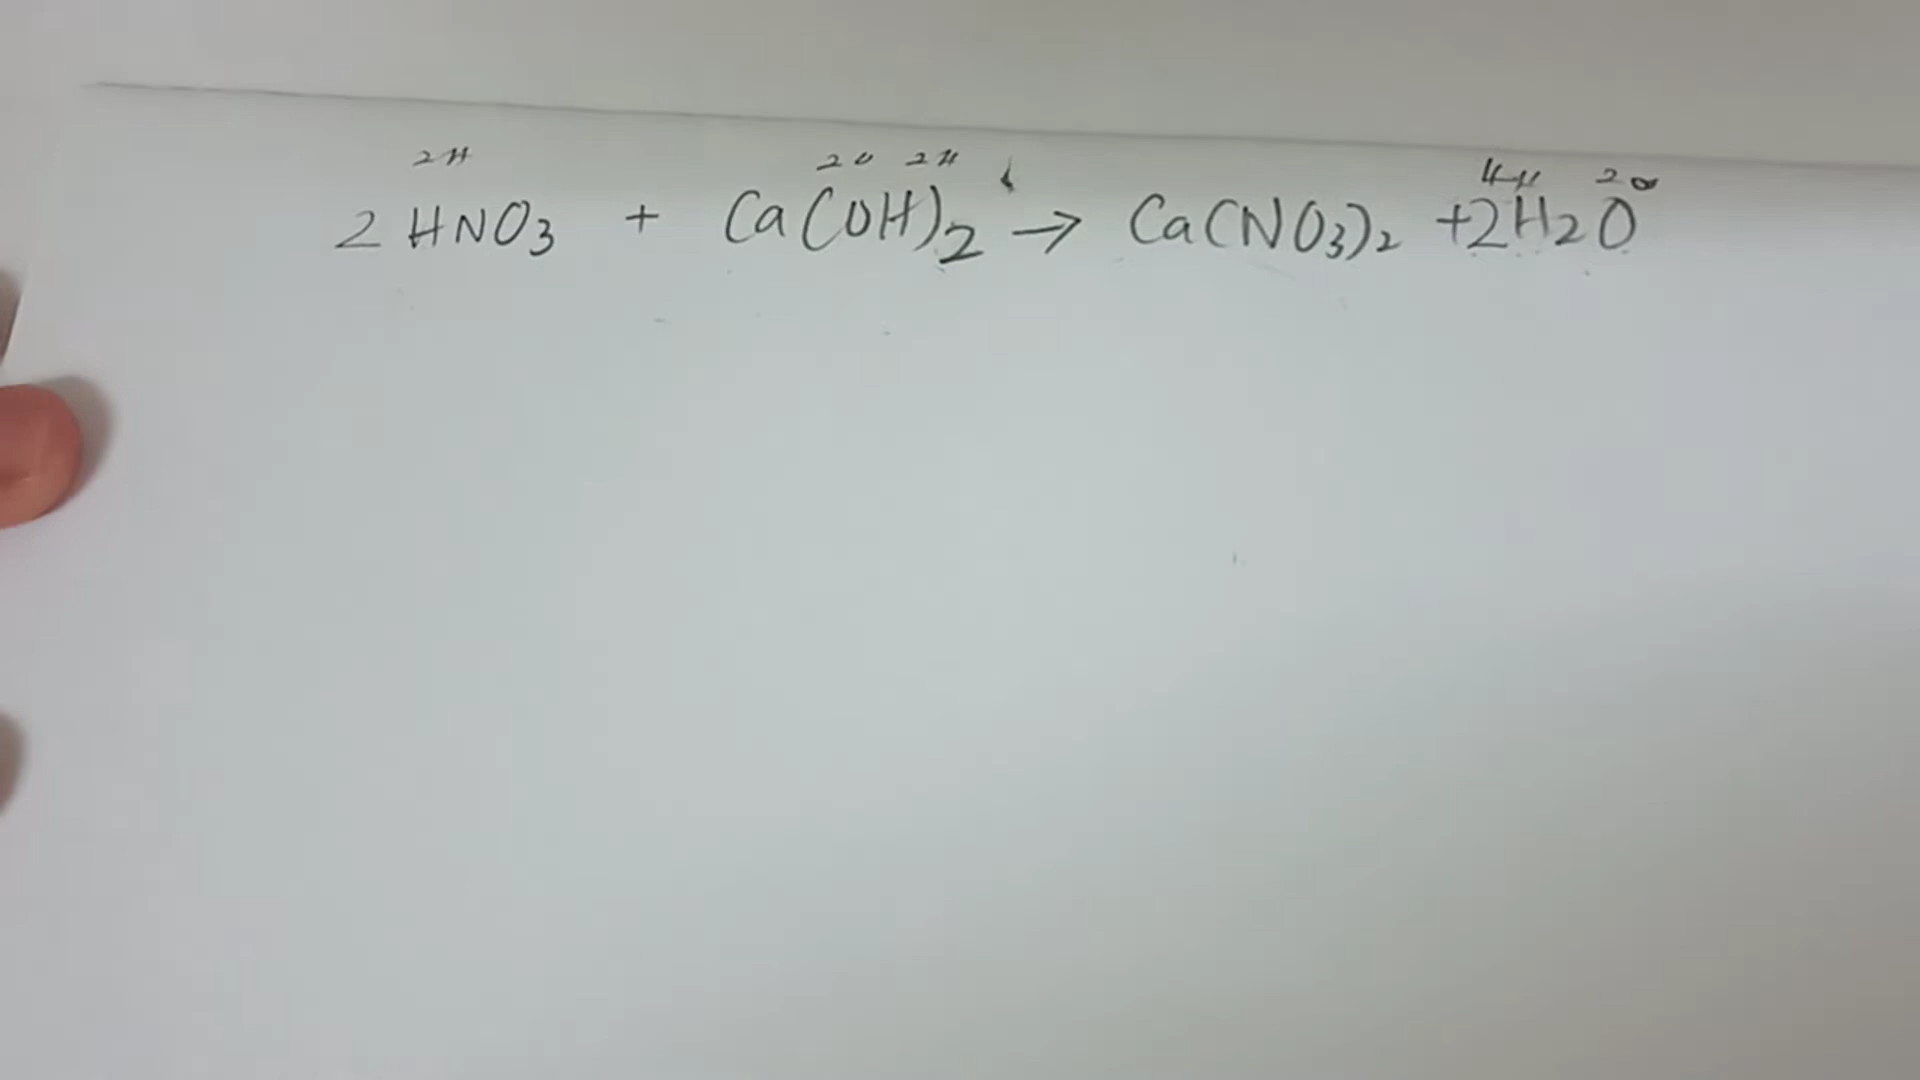 2H 2O 2H 4H 2O
2 HNO3 + Ca(OH)2 → Ca(NO3)2 +2H2O